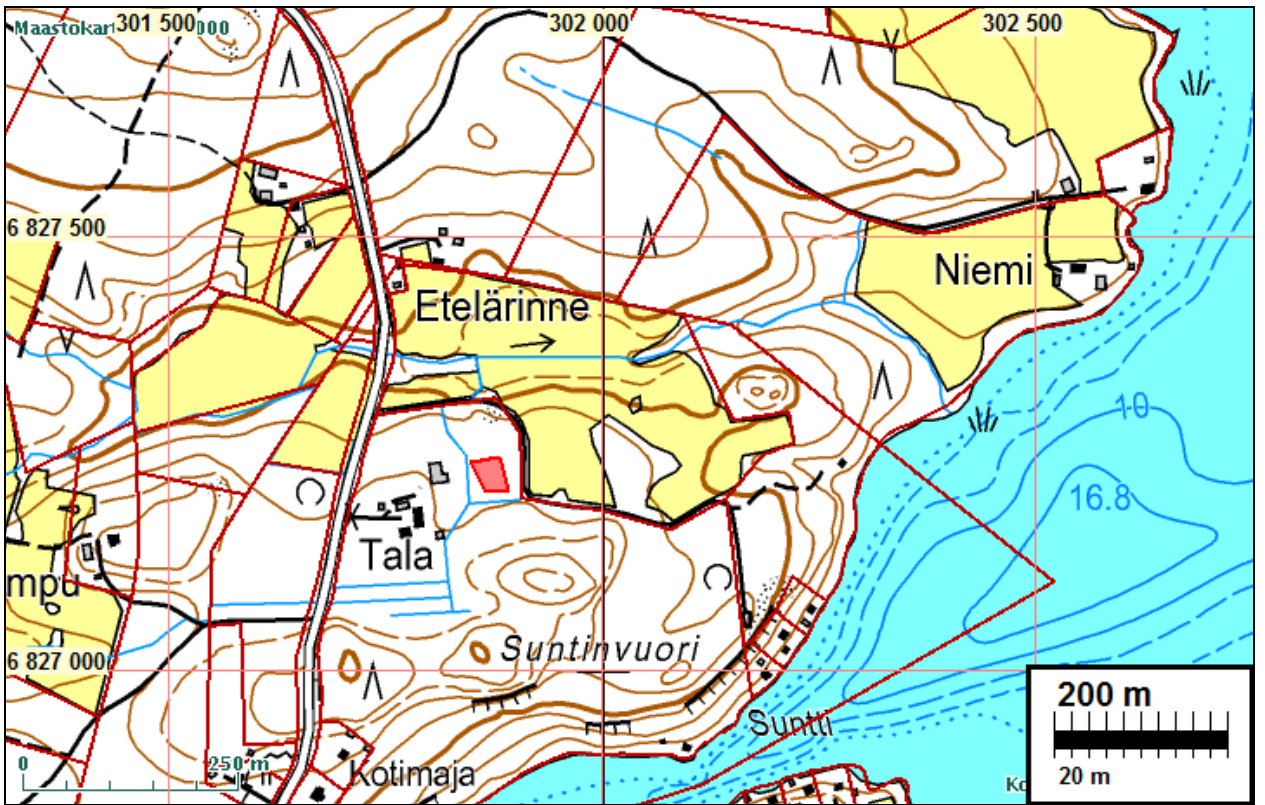 301 500
302 000
302 500
6 827 500
Niemi
Etelärinne
10
16.8
Tala
mpu
Suntinvuori
6 827 000
200 m
Suntti
20 m
0
250 m
Kotimaja